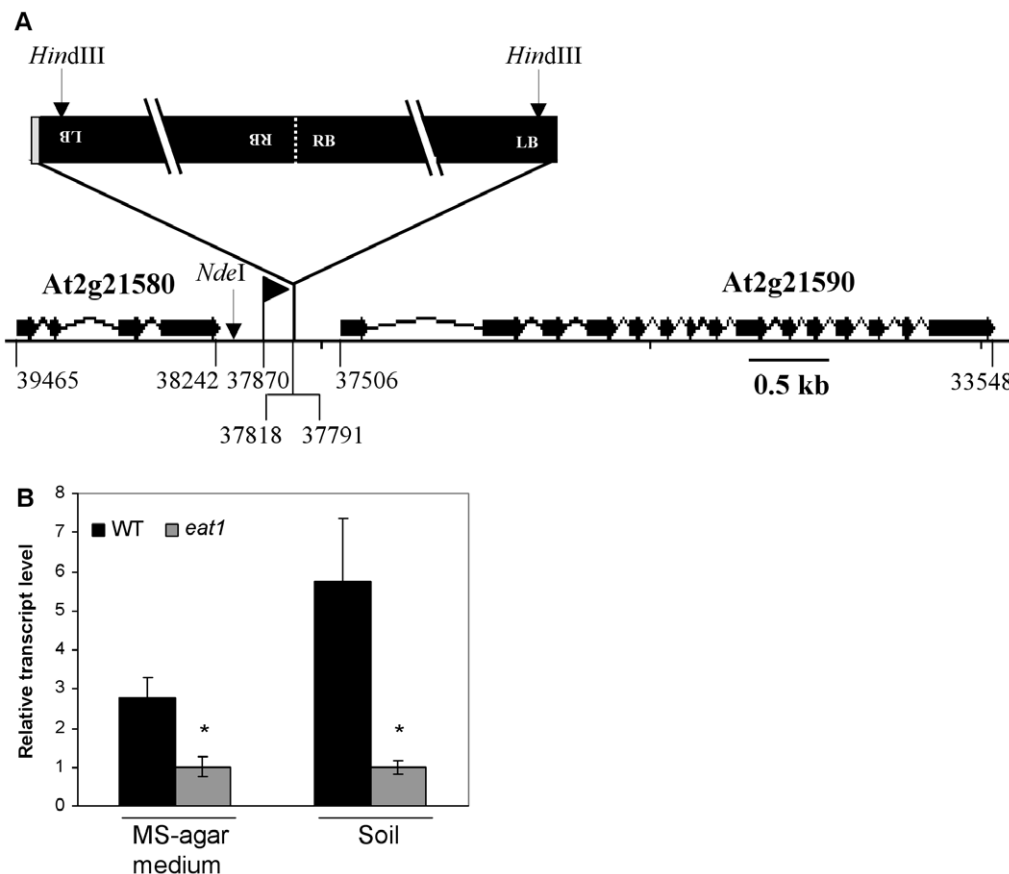 A
HindIII HindIII
LB RB RB LB
At2g21580 NdeI At2g21590
39465 38242 37870 37506 0.5 kb 33548
37818 37791
B
8
7
6
5
4
3
2
1
0
Relative transcript level
WT eat1
* *
MS-agar
medium
Soil